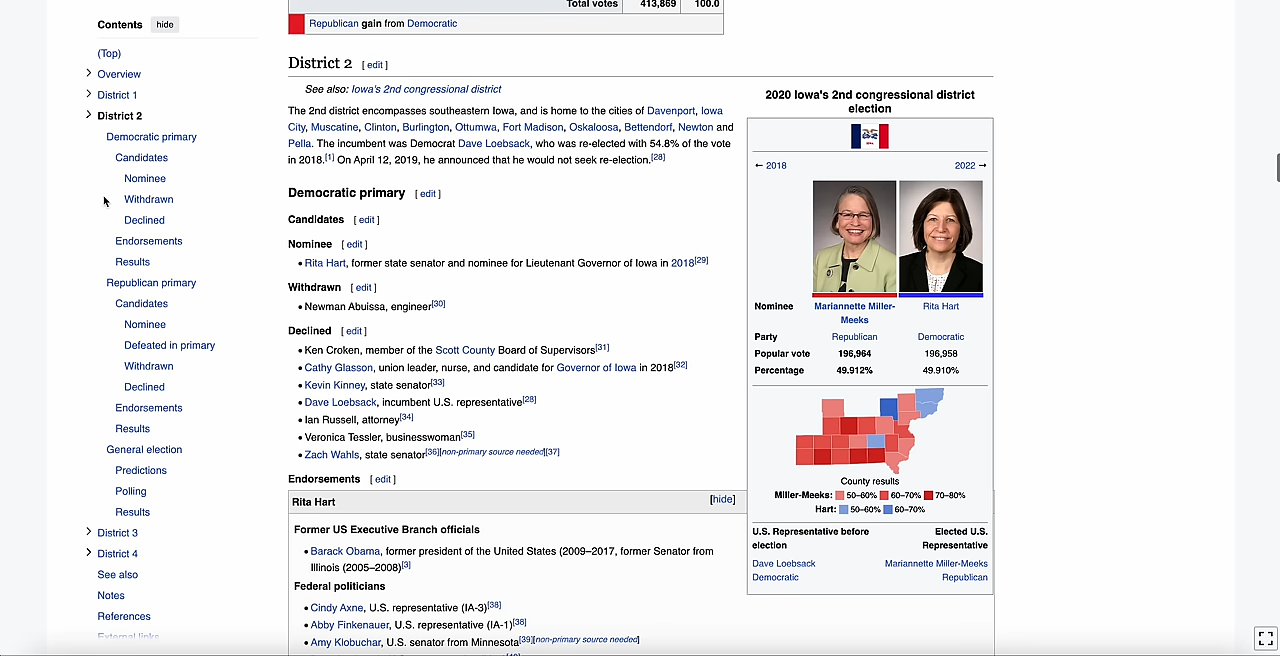 Contents hide
(Top)
Overview
District 1
District 2
Democratic primary
Candidates
Nominee
Withdrawn
Declined
Endorsements
Results
Republican primary
Candidates
Nominee
Defeated in primary
Withdrawn
Declined
Endorsements
Results
General election
Predictions
Polling
Results
District 3
District 4
See also
Notes
References
External links
Total votes 413,869 100.0
Republican gain from Democratic
District 2 [ edit ]
See also: Iowa's 2nd congressional district
The 2nd district encompasses southeastern Iowa, and is home to the cities of Davenport, Iowa
City, Muscatine, Clinton, Burlington, Ottumwa, Fort Madison, Oskaloosa, Bettendorf, Newton and
Pella. The incumbent was Democrat Dave Loebsack, who was re-elected with 54.8% of the vote
in 2018.[1] On April 12, 2019, he announced that he would not seek re-election.[28]
Democratic primary [ edit ]
Candidates [ edit ]
Nominee [ edit ]
• Rita Hart, former state senator and nominee for Lieutenant Governor of Iowa in 2018[29]
Withdrawn [ edit ]
• Newman Abuissa, engineer[30]
Declined [ edit ]
• Ken Croken, member of the Scott County Board of Supervisors[31]
• Cathy Glasson, union leader, nurse, and candidate for Governor of Iowa in 2018[32]
• Kevin Kinney, state senator[33]
• Dave Loebsack, incumbent U.S. representative[28]
• Ian Russell, attorney[34]
• Veronica Tessler, businesswoman[35]
• Zach Wahls, state senator[36][non-primary source needed][37]
Endorsements [ edit ]
Rita Hart [hide]
Former US Executive Branch officials
• Barack Obama, former president of the United States (2009–2017, former Senator from
Illinois (2005–2008)[3]
Federal politicians
• Cindy Axne, U.S. representative (IA-3)[38]
• Abby Finkenauer, U.S. representative (IA-1)[38]
• Amy Klobuchar, U.S. senator from Minnesota[39][non-primary source needed]
2020 Iowa's 2nd congressional district
election
← 2018 2022 →
Nominee Mariannette Miller-Meeks Rita Hart
Party Republican Democratic
Popular vote 196,964 196,958
Percentage 49.912% 49.910%
County results
Miller-Meeks: 50–60% 60–70% 70–80%
Hart: 50–60% 60–70%
U.S. Representative before election Elected U.S. Representative
Dave Loebsack Mariannette Miller-Meeks
Democratic Republican